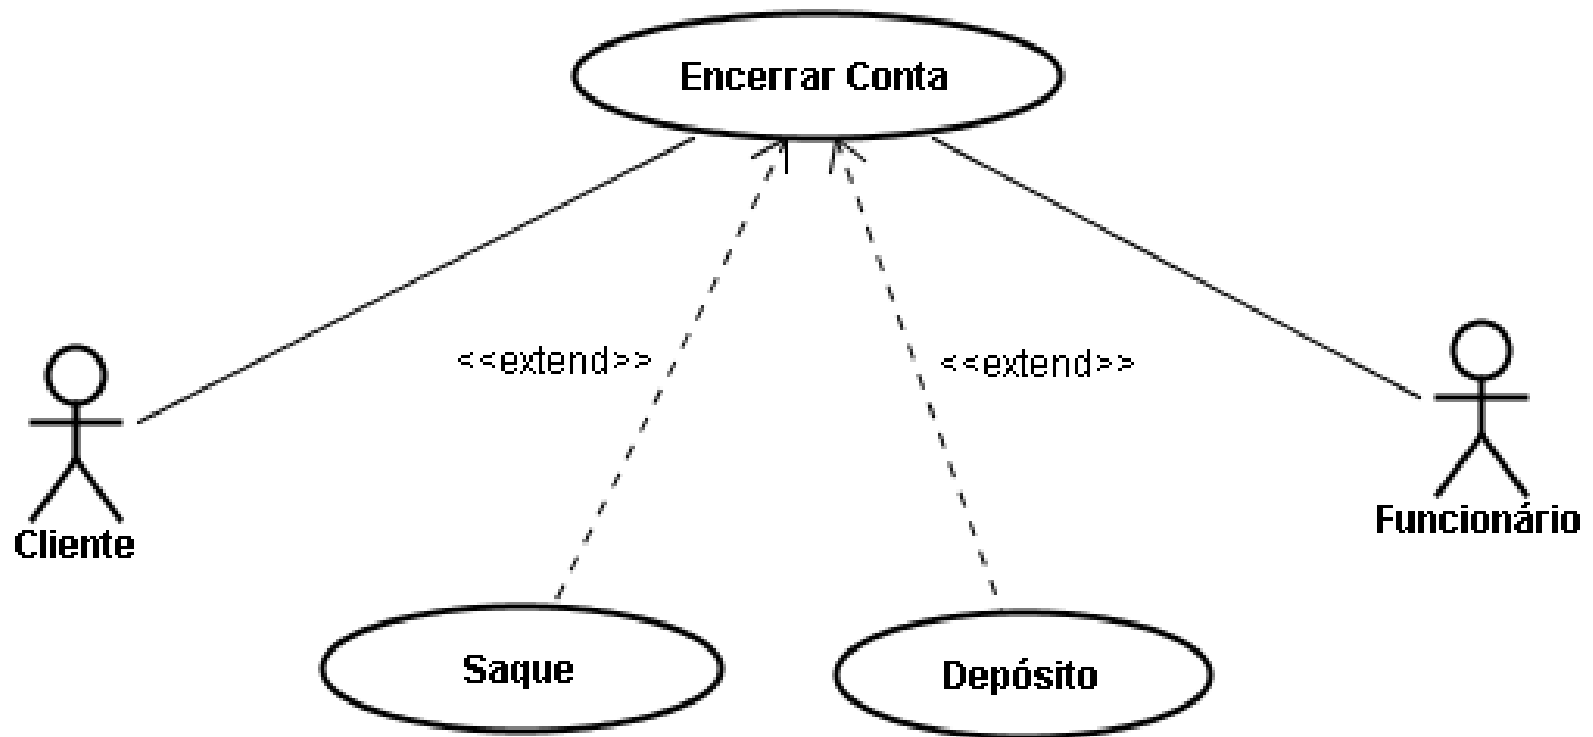 Encerrar Conta
<<extend>>
<<extend>>
Cliente
Funcionário
Saque
Depósito